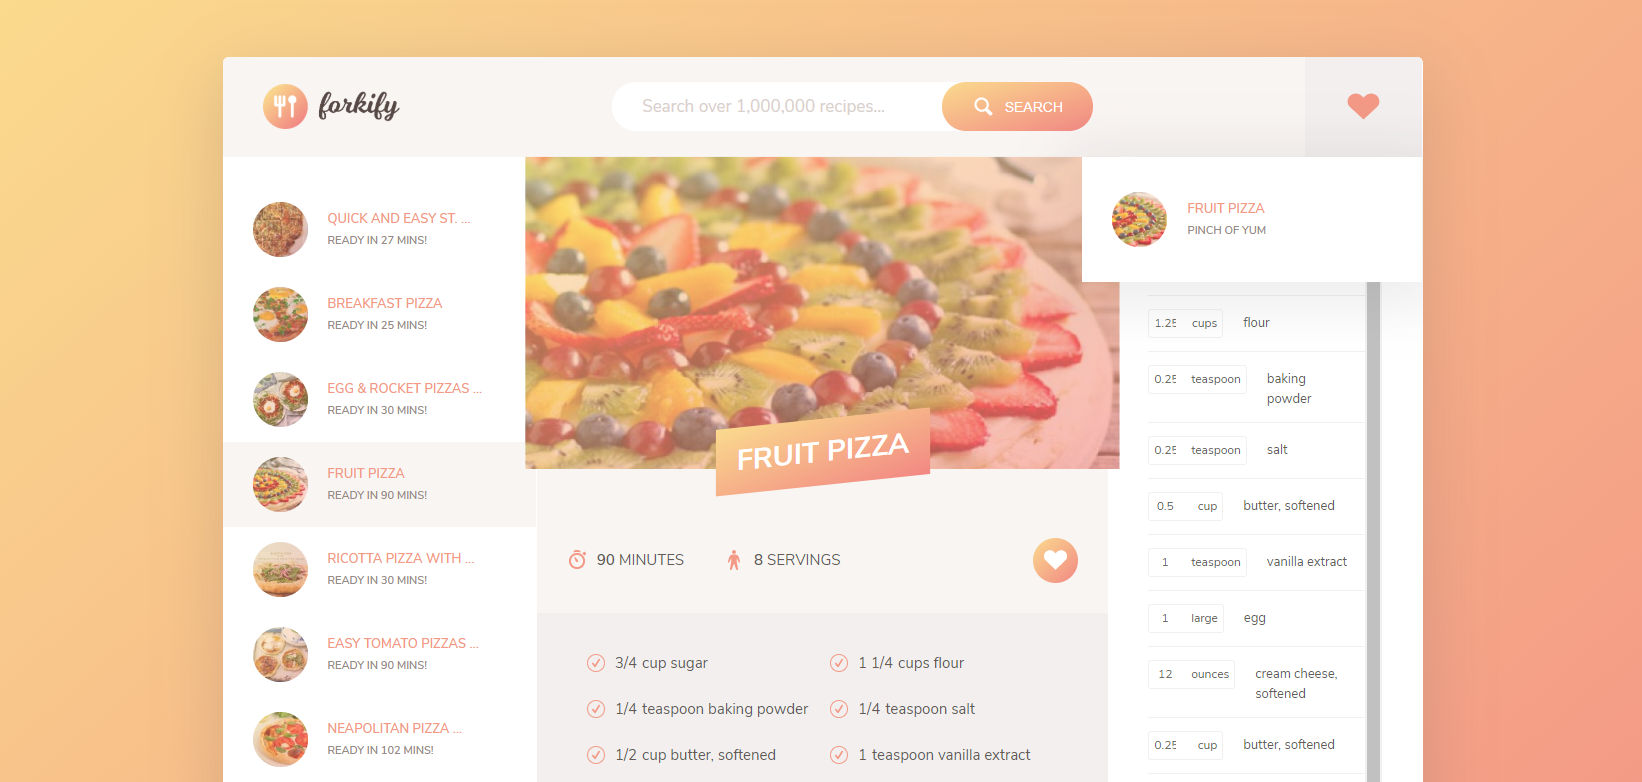 forkify
Search over 1,000,000 recipes...
SEARCH
QUICK AND EASY ST. ...
READY IN 27 MINS!
BREAKFAST PIZZA
READY IN 25 MINS!
EGG & ROCKET PIZZAS ...
READY IN 30 MINS!
FRUIT PIZZA
READY IN 90 MINS!
RICOTTA PIZZA WITH ...
READY IN 30 MINS!
EASY TOMATO PIZZAS ...
READY IN 90 MINS!
NEAPOLITAN PIZZA ...
READY IN 102 MINS!
FRUIT PIZZA
90 MINUTES
8 SERVINGS
3/4 cup sugar
1 1/4 cups flour
1/4 teaspoon baking powder
1/4 teaspoon salt
1/2 cup butter, softened
1 teaspoon vanilla extract
FRUIT PIZZA
PINCH OF YUM
1.25 cups flour
0.25 teaspoon baking
powder
0.25 teaspoon salt
0.5 cup butter, softened
1 teaspoon vanilla extract
1 large egg
12 ounces cream cheese,
softened
0.25 cup butter, softened